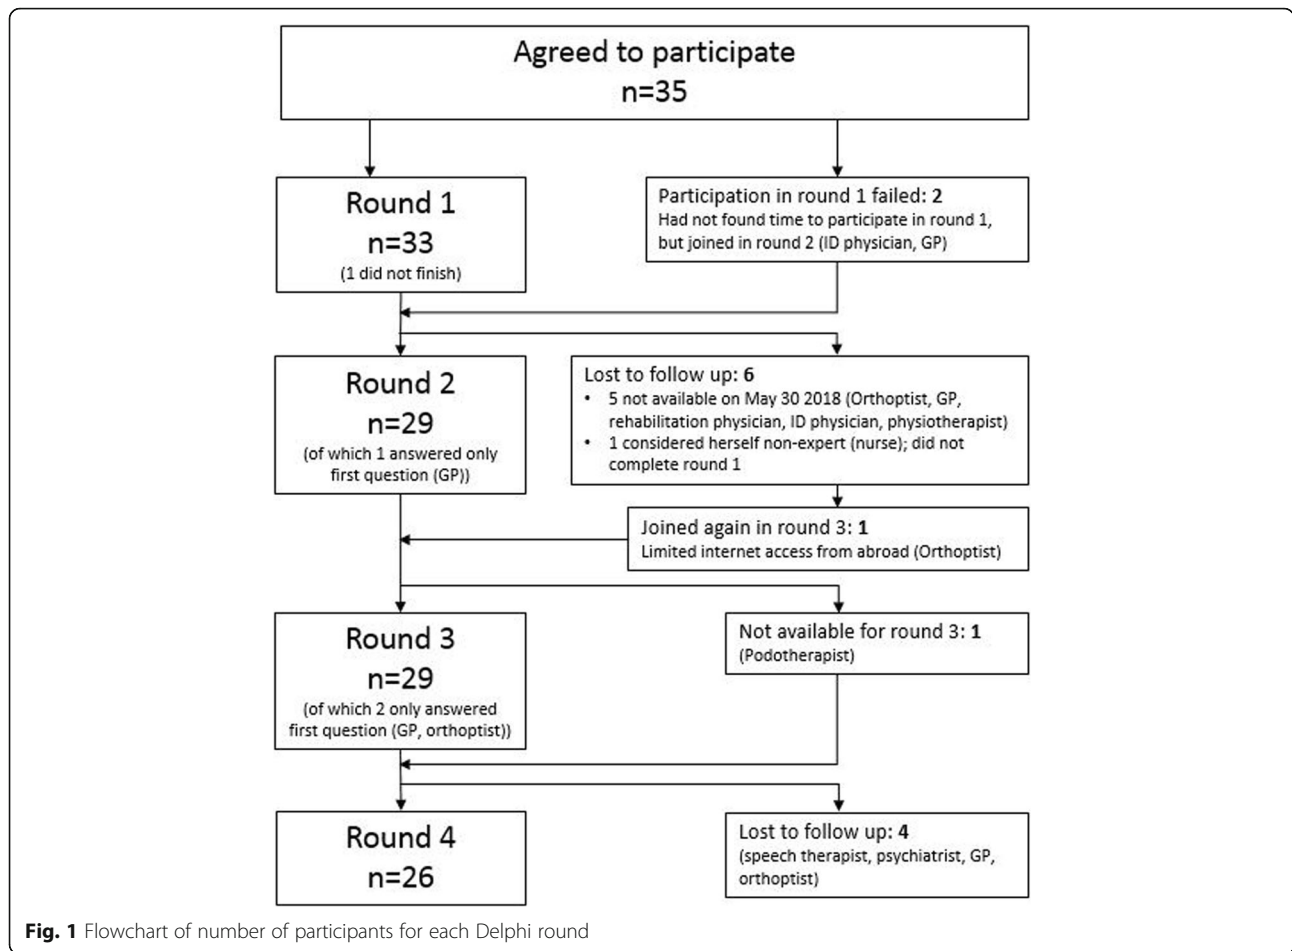 Agreed to participate
n=35
Round 1
n=33
(1 did not finish)
Participation in round 1 failed: 2
Had not found time to participate in round 1,
but joined in round 2 (ID physician, GP)
Round 2
n=29
(of which 1 answered only
first question (GP))
Lost to follow up: 6
• 5 not available on May 30 2018 (Orthoptist, GP,
rehabilitation physician, ID physician, physiotherapist)
• 1 considered herself non-expert (nurse); did not
complete round 1
Joined again in round 3: 1
Limited internet access from abroad (Orthoptist)
Round 3
n=29
(of which 2 only answered
first question (GP, orthoptist))
Not available for round 3: 1
(Podotherapist)
Round 4
n=26
Lost to follow up: 4
(speech therapist, psychiatrist, GP,
orthoptist)
Fig. 1 Flowchart of number of participants for each Delphi round